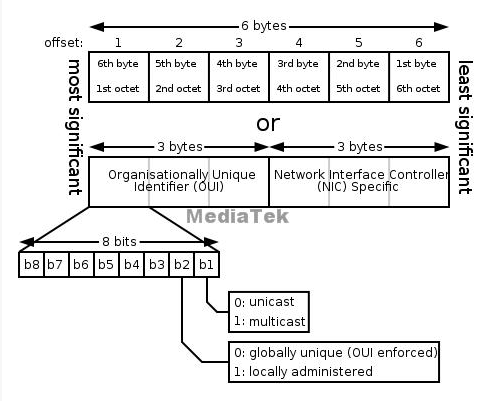 6 bytes
offset: 1 2 3 4 5 6
6th byte 5th byte 4th byte 3rd byte 2nd byte 1st byte
1st octet 2nd octet 3rd octet 4th octet 5th octet 6th octet
most significant
least significant
or
3 bytes 3 bytes
Organisationally Unique
Identifier (OUI)
Network Interface Controller
(NIC) Specific
MediaTek
8 bits
b8 b7 b6 b5 b4 b3 b2 b1
0: unicast
1: multicast
0: globally unique (OUI enforced)
1: locally administered